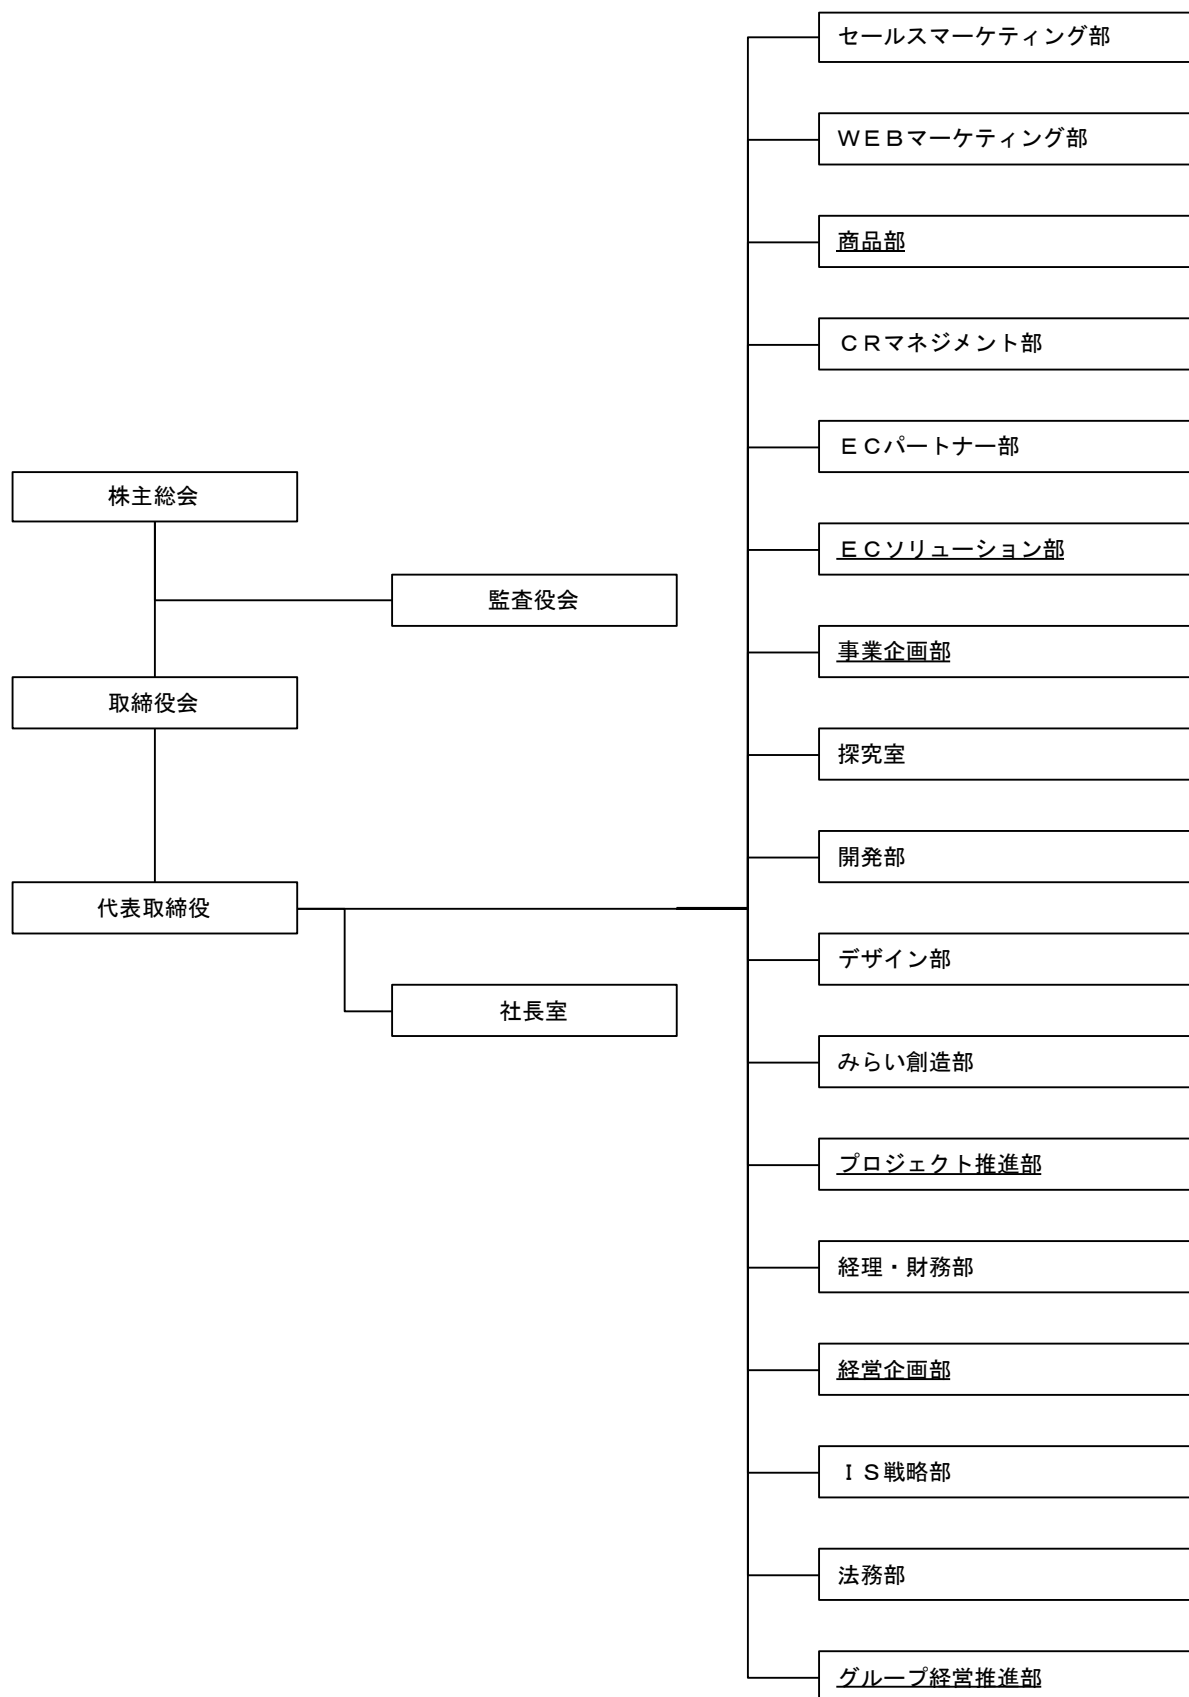 株主総会
監査役会
取締役会
代表取締役
社長室
セールスマーケティング部
ＷＥＢマーケティング部
商品部
ＣＲマネジメント部
ＥＣパートナー部
ＥＣソリューション部
事業企画部
探究室
開発部
デザイン部
みらい創造部
プロジェクト推進部
経理・財務部
経営企画部
ＩＳ戦略部
法務部
グループ経営推進部